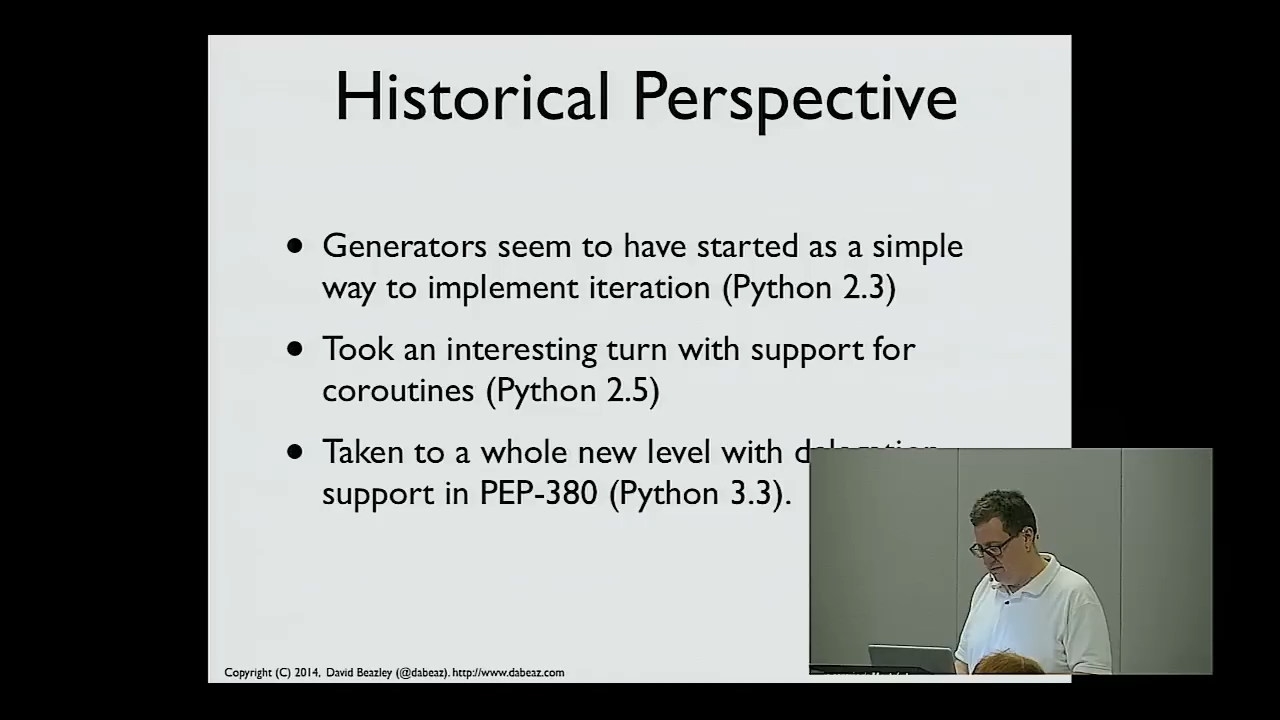 Historical Perspective
• Generators seem to have started as a simple
way to implement iteration (Python 2.3)
• Took an interesting turn with support for
coroutines (Python 2.5)
• Taken to a whole new level with delegation
support in PEP-380 (Python 3.3).
Copyright (C) 2014, David Beazley (@dabeaz). http://www.dabeaz.com